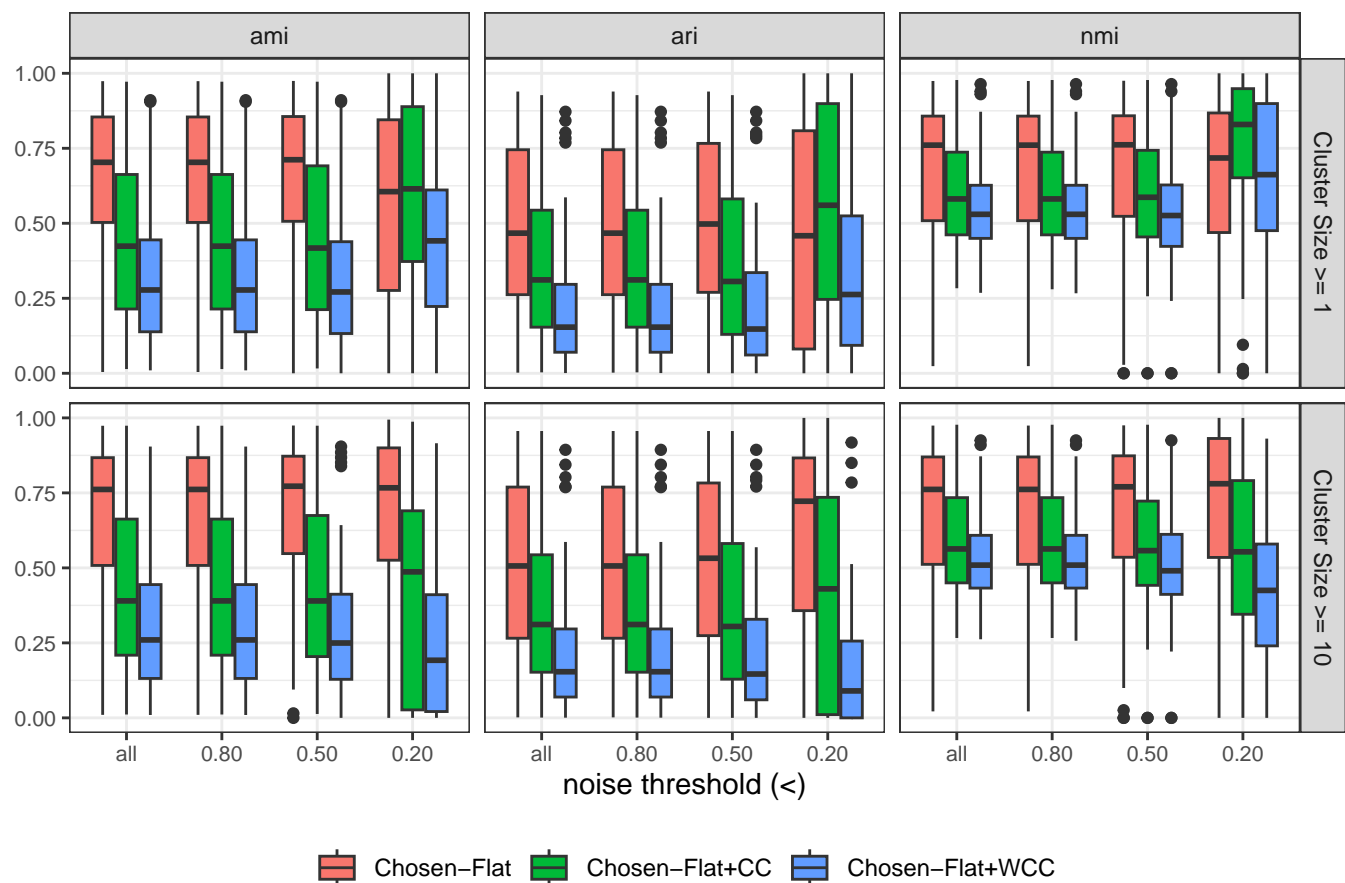 ami ari nmi
1.00
0.75
0.50
0.25
0.00
Cluster Size >= 1
1.00
0.75
0.50
0.25
0.00
Cluster Size >= 10
all 0.80 0.50 0.20 all 0.80 0.50 0.20 all 0.80 0.50 0.20
noise threshold (<)
Chosen−Flat Chosen−Flat+CC Chosen−Flat+WCC